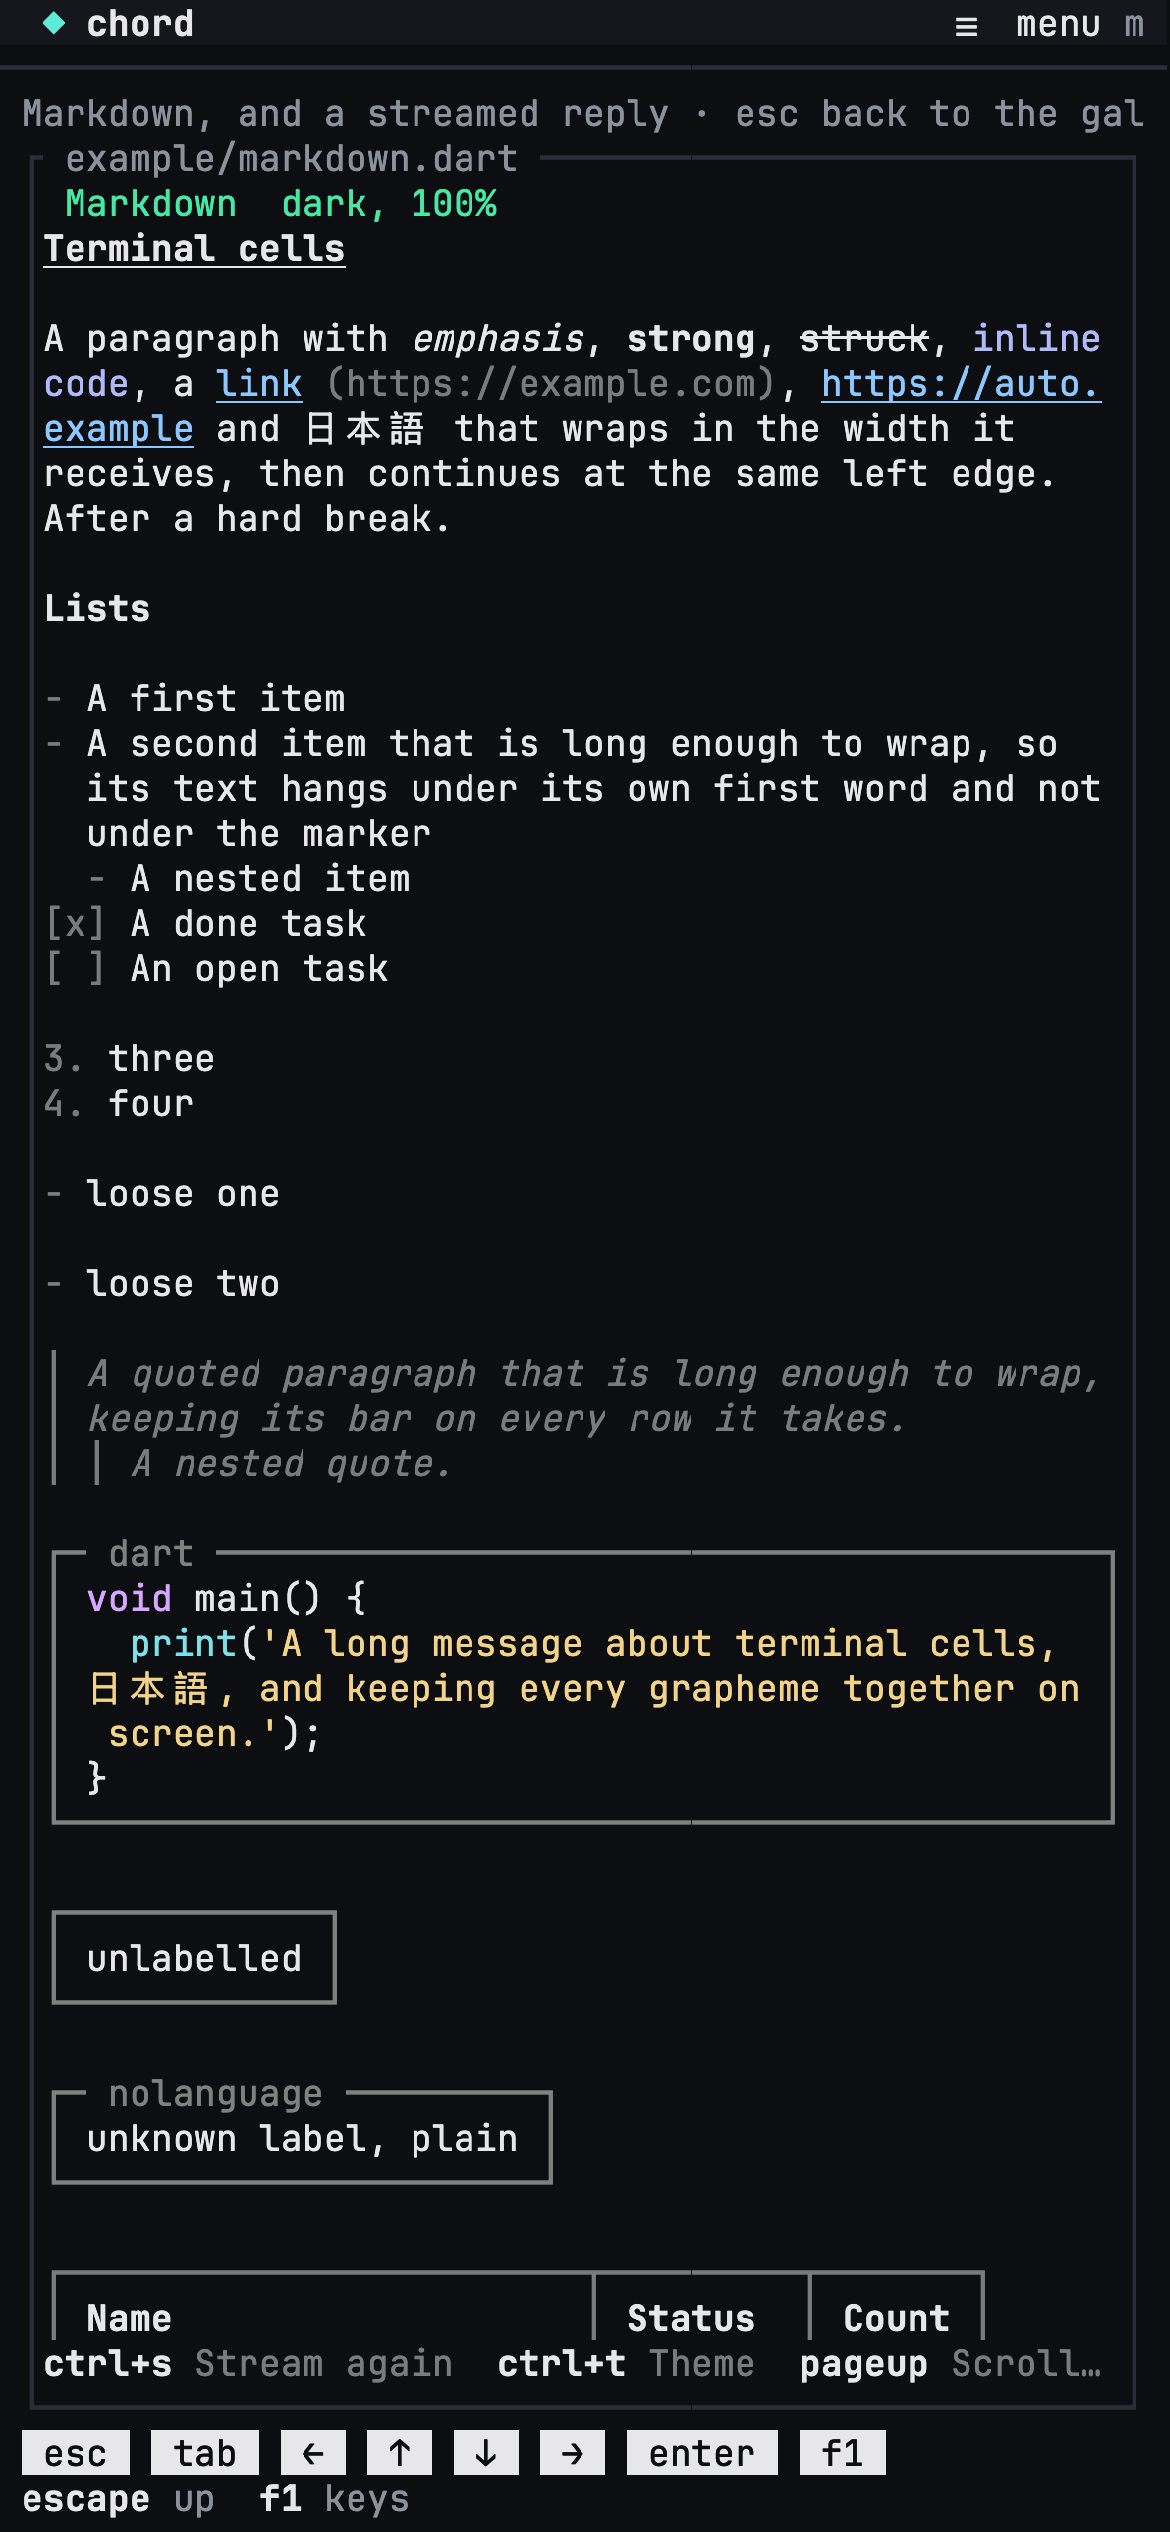 ◆ chord ≡ menu m
Markdown, and a streamed reply · esc back to the gal
example/markdown.dart
Markdown  dark, 100%
Terminal cells
A paragraph with emphasis, strong, struck, inline
code, a link (https://example.com), https://auto.
example and 日本語 that wraps in the width it
receives, then continues at the same left edge.
After a hard break.
Lists
- A first item
- A second item that is long enough to wrap, so
its text hangs under its own first word and not
under the marker
- A nested item
[x] A done task
[ ] An open task
3. three
4. four
- loose one
- loose two
A quoted paragraph that is long enough to wrap,
keeping its bar on every row it takes.
A nested quote.
dart
void main() {
  print('A long message about terminal cells,
日本語, and keeping every grapheme together on
 screen.');
}
unlabelled
nolanguage
unknown label, plain
Name Status Count
ctrl+s Stream again  ctrl+t Theme  pageup Scroll…
esc tab ← ↑ ↓ → enter f1
escape up  f1 keys